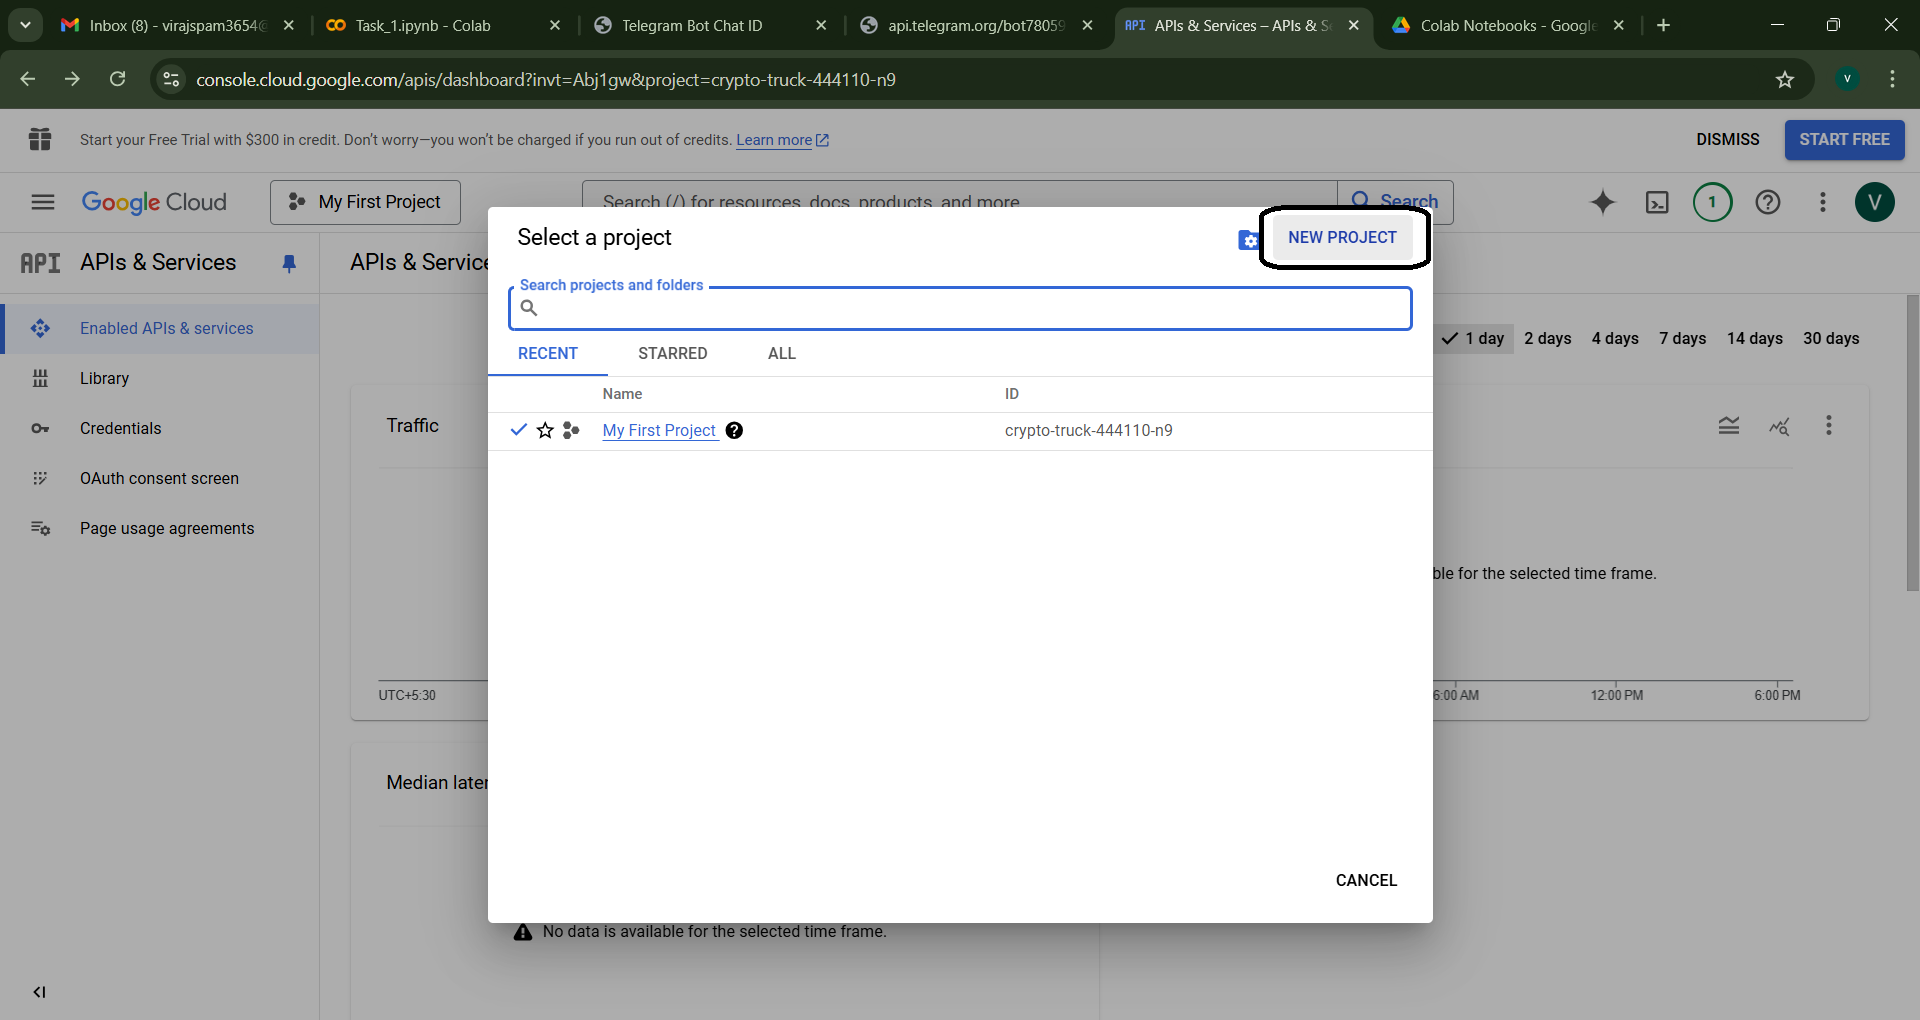 Inbox (8) - virajspam3654@
Task_1.ipynb - Colab
Telegram Bot Chat ID
api.telegram.org/bot78059
API APIs & Services – APIs & Se
Colab Notebooks - Google
console.cloud.google.com/apis/dashboard?invt=Abj1gw&project=crypto-truck-444110-n9
V
Start your Free Trial with $300 in credit. Don't worry—you won't be charged if you run out of credits. Learn more
DISMISS
START FREE
Google Cloud
My First Project
Search (/) for resources, docs, products, and more
Search
1
V
API APIs & Services
APIs & Service
Enabled APIs & services
Library
Credentials
OAuth consent screen
Page usage agreements
Select a project
NEW PROJECT
Search projects and folders
RECENT
STARRED
ALL
Name
ID
My First Project
crypto-truck-444110-n9
CANCEL
1 day
2 days
4 days
7 days
14 days
30 days
Traffic
ble for the selected time frame.
UTC+5:30
6:00 AM
12:00 PM
6:00 PM
Median later
No data is available for the selected time frame.